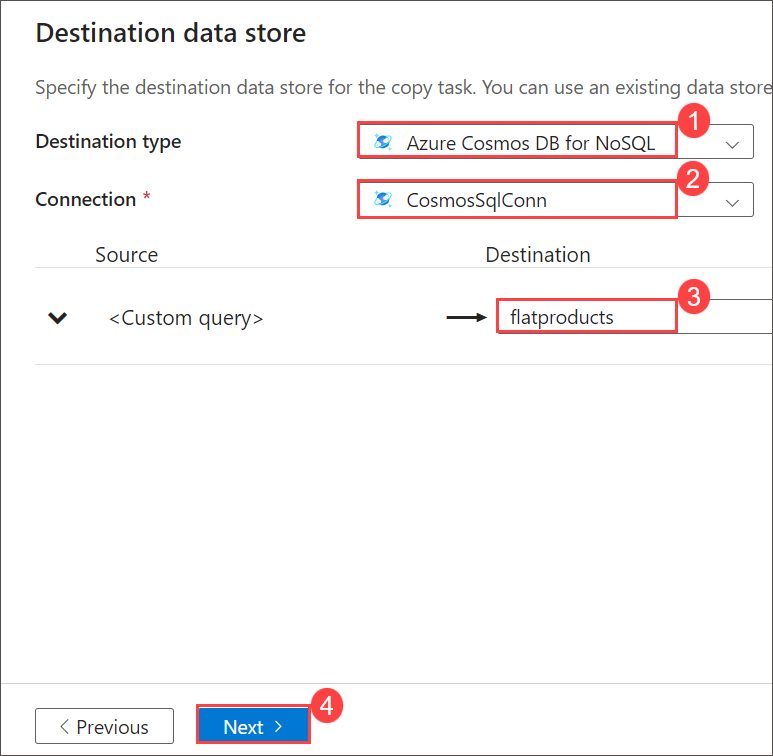 Destination data store
Specify the destination data store for the copy task. You can use an existing data store
1
Destination type Azure Cosmos DB for NoSQL
2
Connection * CosmosSqlConn
Source Destination
3
<Custom query> flatproducts
4
Previous Next